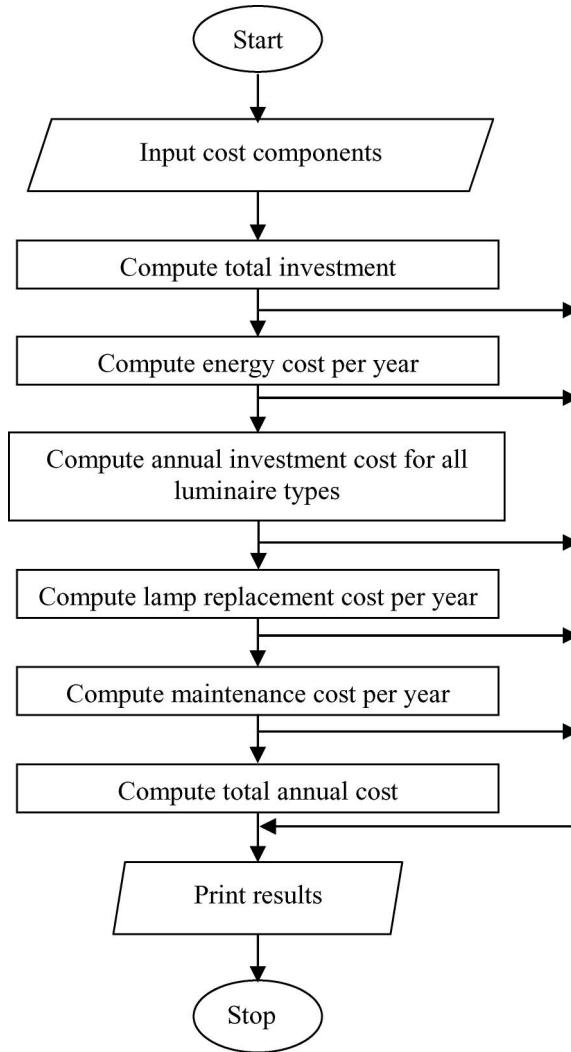 Start
Input cost components
Compute total investment
Compute energy cost per year
Compute annual investment cost for all
luminaire types
Compute lamp replacement cost per year
Compute maintenance cost per year
Compute total annual cost
Print results
Stop